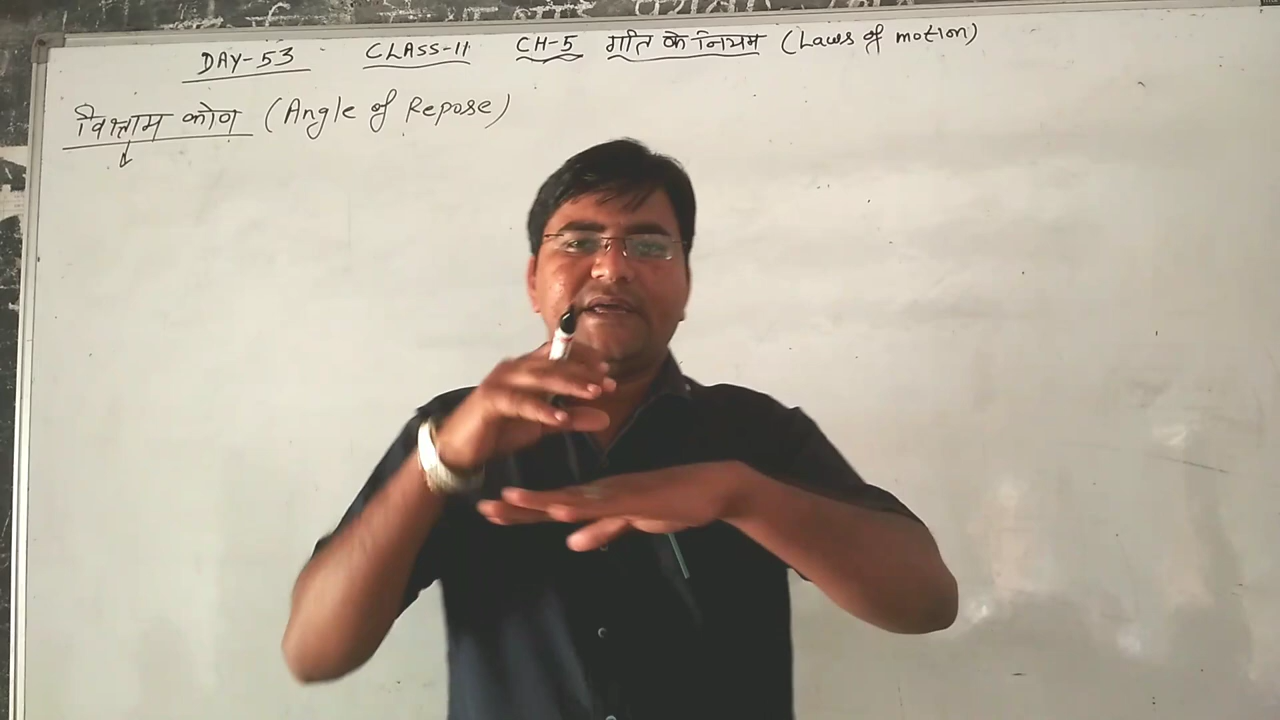 DAY-53 CLASS-11 CH-5 गति के नियम (Laws of motion)
विश्राम कोण (Angle of Repose)